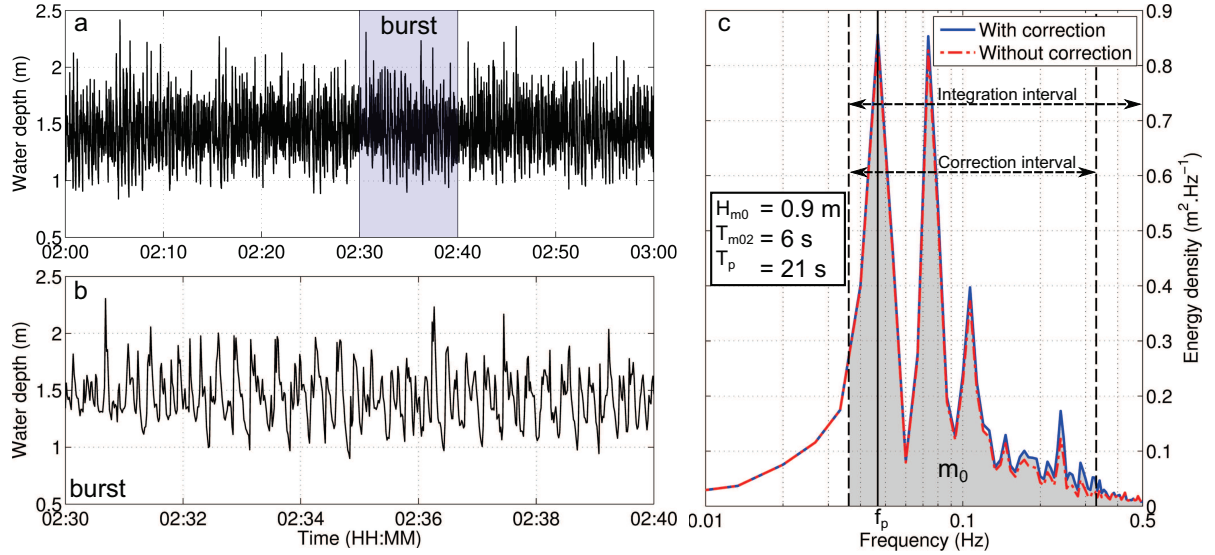 a
burst
2.5
2
1.5
1
0.5
Water depth (m)
02:00 02:10 02:20 02:30 02:40 02:50 03:00
b
2.5
2
1.5
1
0.5
Water depth (m)
burst
02:30 02:32 02:34 02:36 02:38 02:40
Time (HH:MM)
c
With correction
Without correction
Integration interval
Correction interval
H_m0 = 0.9 m
T_m02 = 6 s
T_p = 21 s
m_0
0.9
0.8
0.7
0.6
0.5
0.4
0.3
0.2
0.1
0
Energy density (m².Hz⁻¹)
0.01 f_p 0.1 0.5
Frequency (Hz)